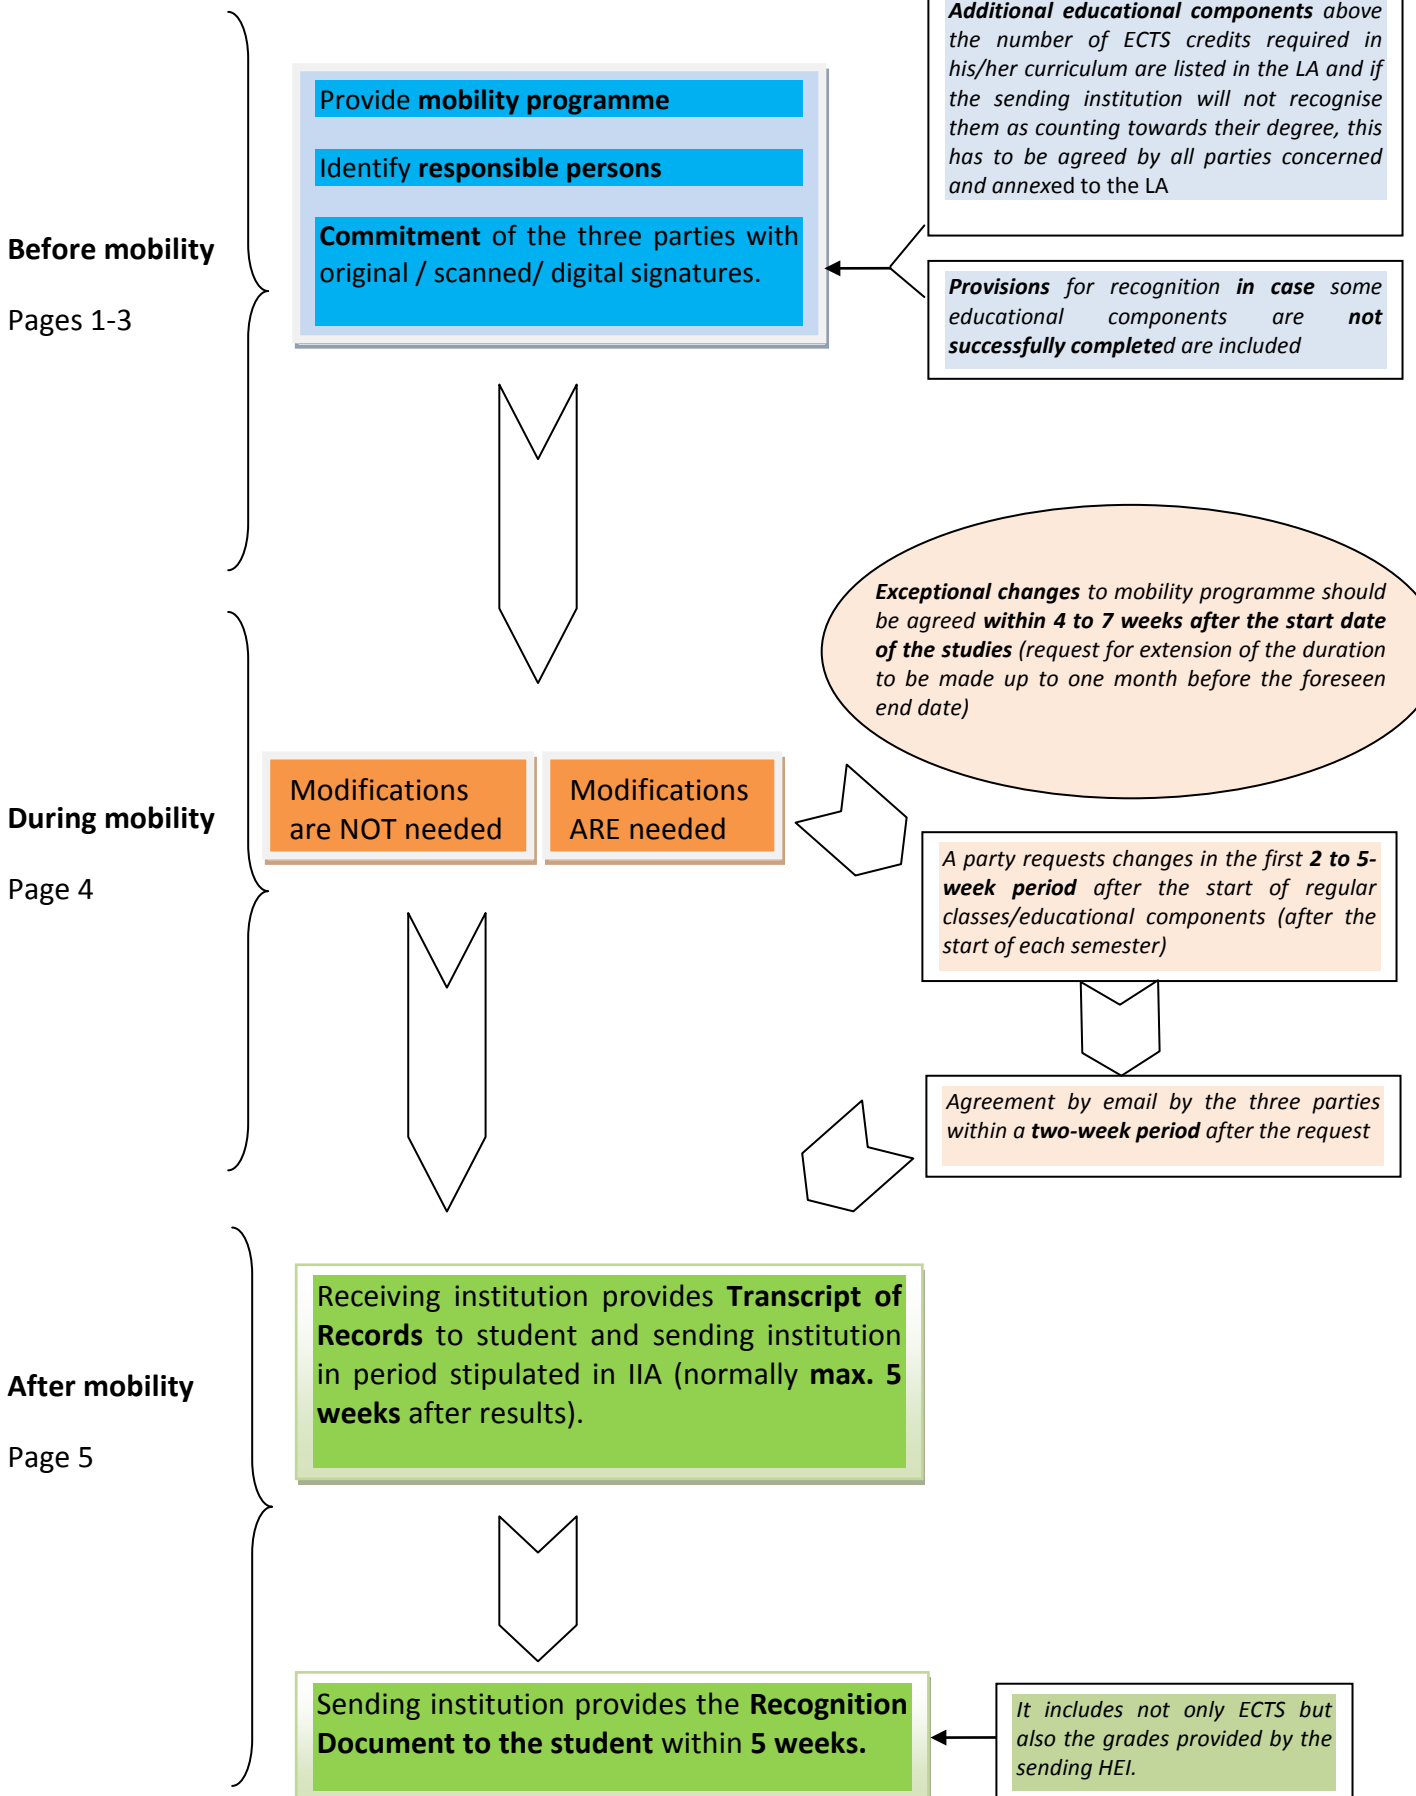 Additional educational components above
the number of ECTS credits required in
his/her curriculum are listed in the LA and if
the sending institution will not recognise
them as counting towards their degree, this
has to be agreed by all parties concerned
and annexed to the LA
Provide mobility programme
Identify responsible persons
Commitment of the three parties with
original / scanned/ digital signatures.
Before mobility
Pages 1-3
Provisions for recognition in case some
educational components are not
successfully completed are included
Exceptional changes to mobility programme should
be agreed within 4 to 7 weeks after the start date
of the studies (request for extension of the duration
to be made up to one month before the foreseen
end date)
During mobility
Page 4
Modifications
are NOT needed
Modifications
ARE needed
A party requests changes in the first 2 to 5-
week period after the start of regular
classes/educational components (after the
start of each semester)
Agreement by email by the three parties
within a two-week period after the request
After mobility
Page 5
Receiving institution provides Transcript of
Records to student and sending institution
in period stipulated in IIA (normally max. 5
weeks after results).
Sending institution provides the Recognition
Document to the student within 5 weeks.
It includes not only ECTS but
also the grades provided by the
sending HEI.